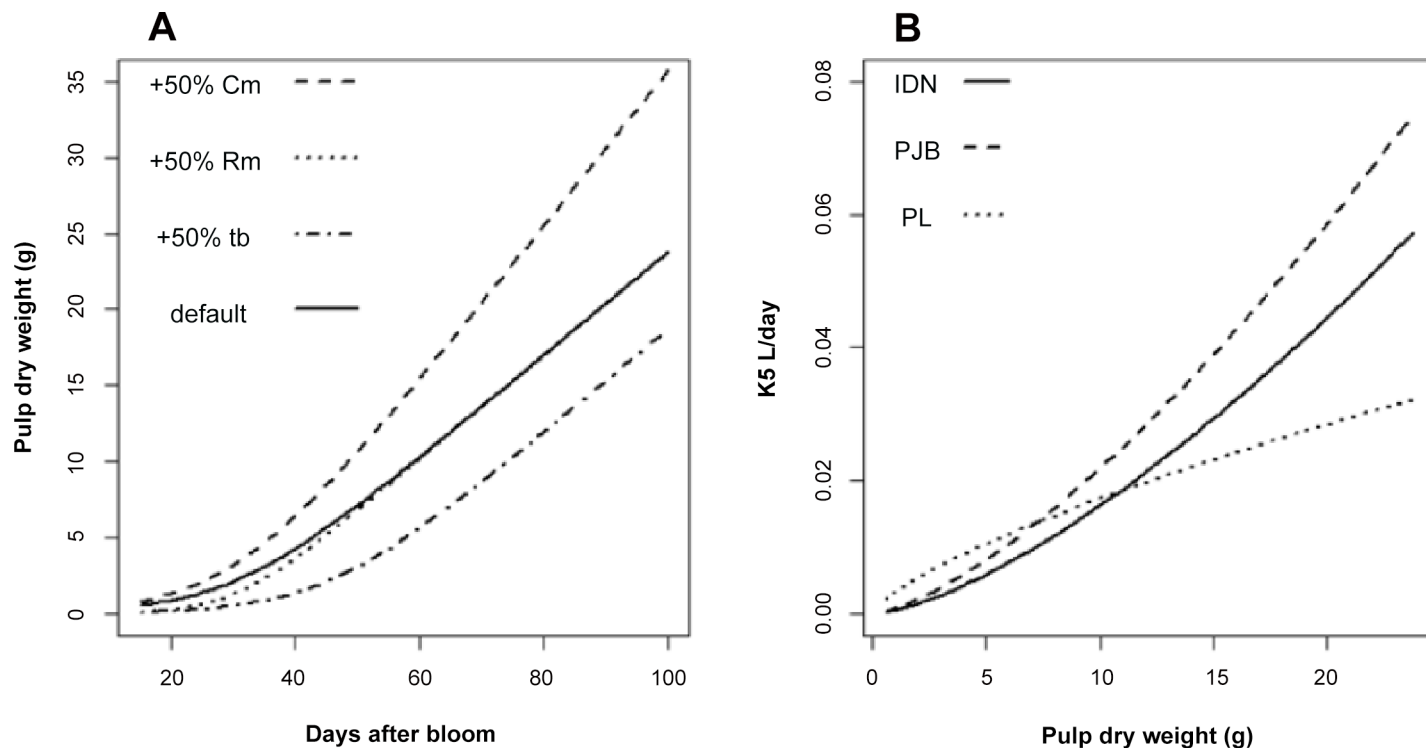 A
+50% Cm
+50% Rm
+50% tb
default
35
30
25
20
15
10
5
0
Pulp dry weight (g)
20 40 60 80 100
Days after bloom
B
IDN
PJB
PL
0.08
0.06
0.04
0.02
0.00
K5 L/day
0 5 10 15 20
Pulp dry weight (g)